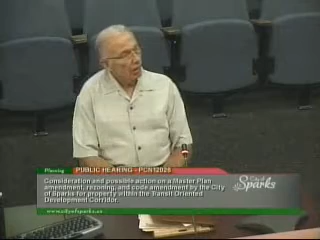 Planning PUBLIC HEARING - PCN12028
Consideration and possible action on a Master Plan
amendment, rezoning, and code amendment by the City
of Sparks for property within the Transit Oriented
Development Corridor.
City of
Sparks
www.cityofsparks.us